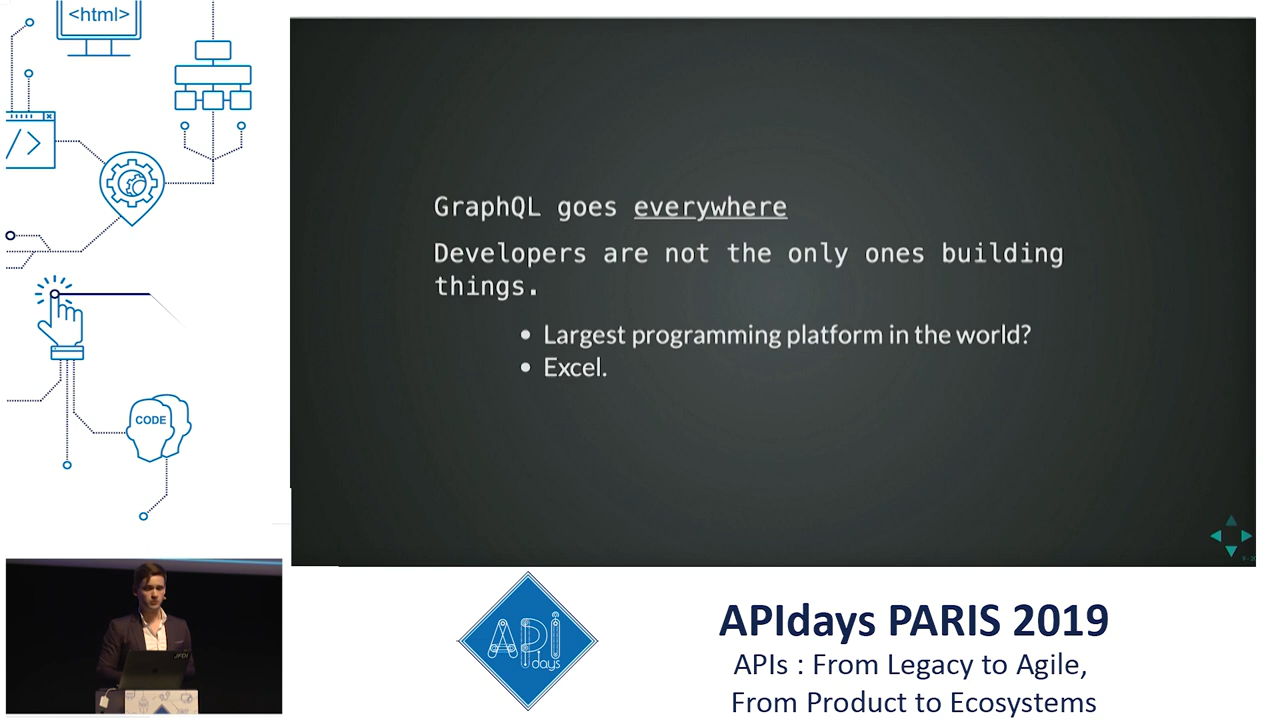 <html>
</>
CODE
GraphQL goes everywhere
Developers are not the only ones building
things.
Largest programming platform in the world?
Excel.
JFDI
API
days
APIdays PARIS 2019
APIs : From Legacy to Agile,
From Product to Ecosystems